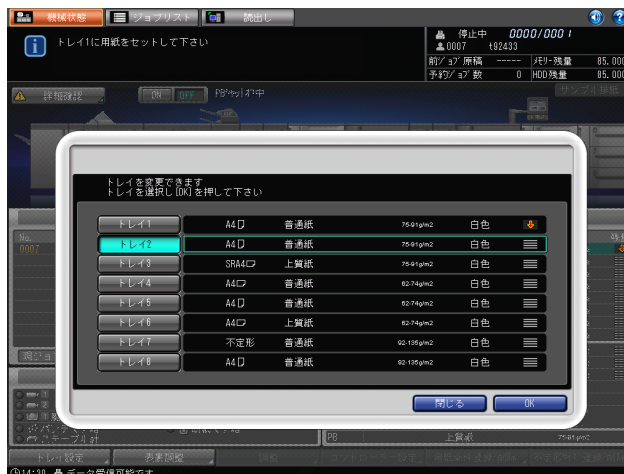 機械状態 ジョブリスト 読出し
トレイ1に用紙をセットして下さい
停止中 0000/0001
0007 t92433
前ジョブ原稿 ----- メモリー残量 85.000
予約ジョブ数 0 HDD残量 85.000
詳細確認 ON OFF
トレイを変更できます
トレイを選択し[OK]を押して下さい
トレイ1 A4 普通紙 75-91g/m2 白色
トレイ2 A4 普通紙 75-91g/m2 白色
トレイ3 SRA4 上質紙 75-91g/m2 白色
トレイ4 A4 普通紙 62-74g/m2 白色
トレイ5 A4 普通紙 62-74g/m2 白色
トレイ6 A4 上質紙 62-74g/m2 白色
トレイ7 不定形 普通紙 92-135g/m2 白色
トレイ8 A4 普通紙 92-135g/m2 白色
No.
0007
閉じる OK
PB 上質紙 75-91g/m2
トレイ設定 表裏調整 調整
14:30 データ受信可能です